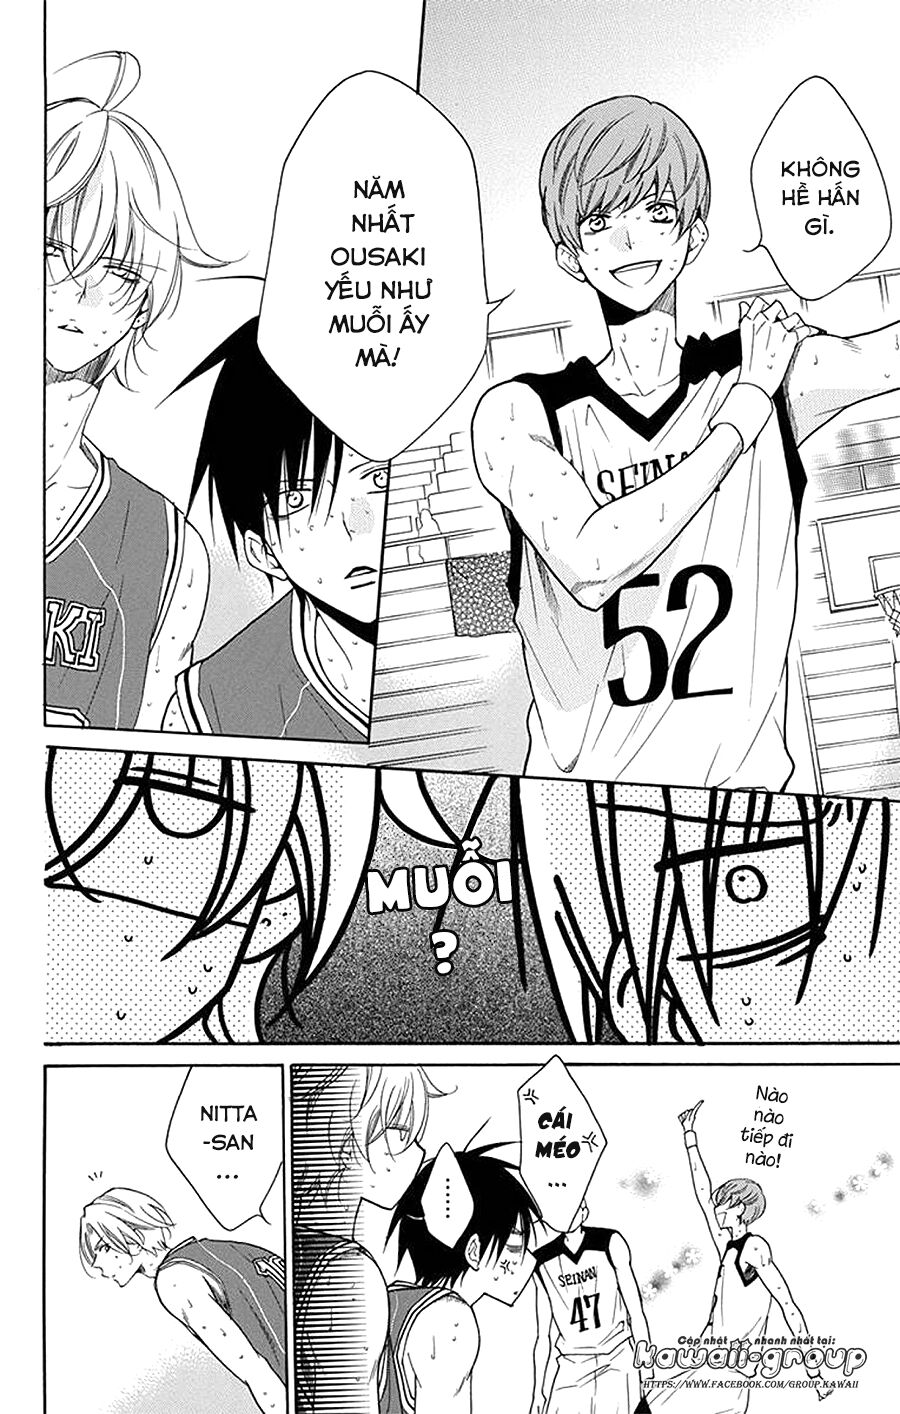 KHÔNG
HỀ HẤN
GÌ.
NĂM
NHẤT
OUSAKI
YẾU NHƯ
MUỖI ẤY
MÀ!
SEINAN
52
KI
MUỖI
?
Nào
nào
tiếp đi
nào!
CÁI
MÉO
...
........
NITTA
-SAN
...
SEINAN
47
Cập nhật nhanh nhất tại:
kawaii-group
HTTPS://WWW.FACEBOOK.COM/GROUP.KAWAII